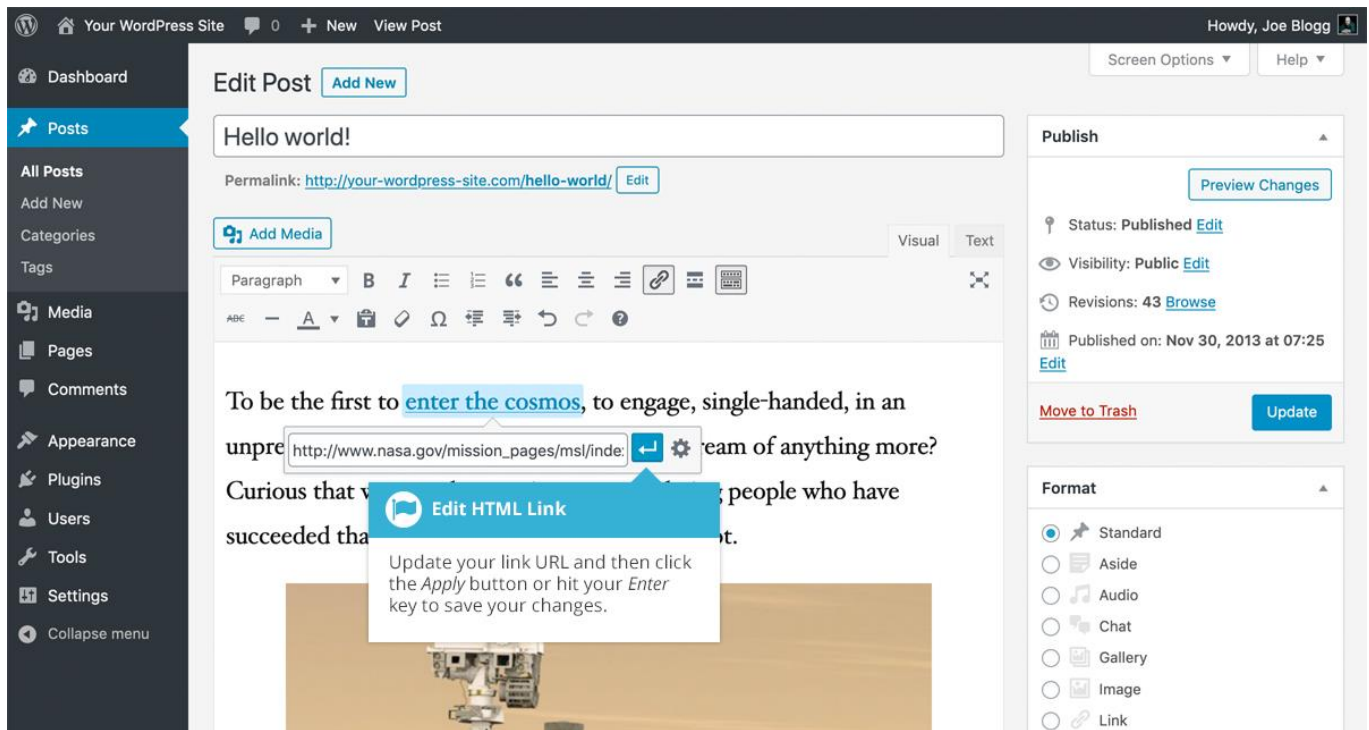 Your WordPress Site 0 + New View Post Howdy, Joe Blogg
Dashboard
Posts
All Posts
Add New
Categories
Tags
Media
Pages
Comments
Appearance
Plugins
Users
Tools
Settings
Collapse menu
Screen Options ▼ Help ▼
Edit Post Add New
Hello world!
Permalink: http://your-wordpress-site.com/hello-world/ Edit
Add Media
Visual Text
Paragraph ▼ B I
ABC A ▼ Ω
To be the first to enter the cosmos, to engage, single-handed, in an
unpre http://www.nasa.gov/mission_pages/msl/inde: ream of anything more?
Curious that people who have
succeeded tha t.
Edit HTML Link
Update your link URL and then click
the Apply button or hit your Enter
key to save your changes.
Publish
Preview Changes
Status: Published Edit
Visibility: Public Edit
Revisions: 43 Browse
Published on: Nov 30, 2013 at 07:25
Edit
Move to Trash Update
Format
Standard
Aside
Audio
Chat
Gallery
Image
Link